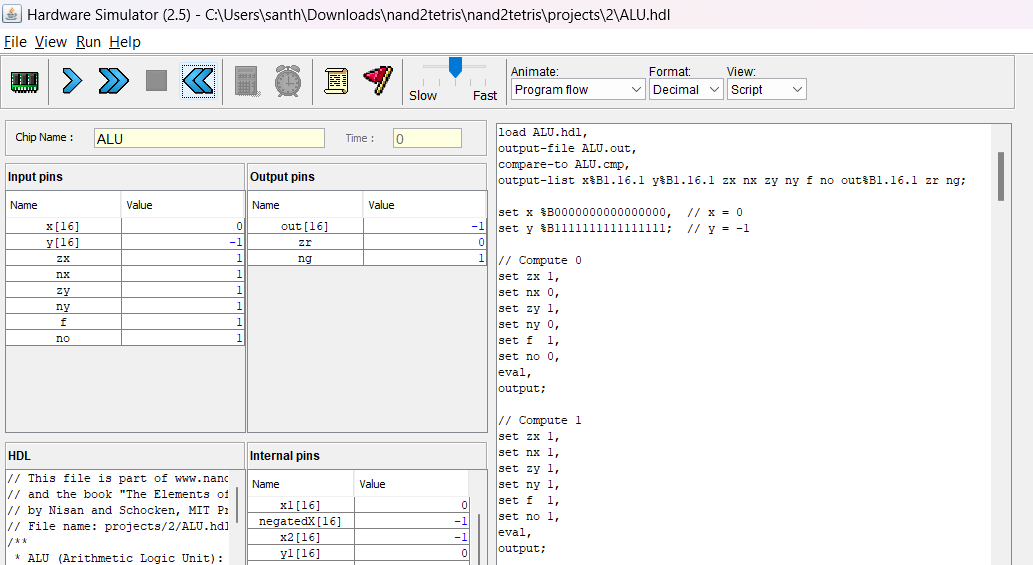 Hardware Simulator (2.5) - C:\Users\santh\Downloads\nand2tetris\nand2tetris\projects\2\ALU.hdl
File View Run Help
Slow Fast
Animate: Format: View:
Program flow Decimal Script
Chip Name : ALU Time : 0
Input pins
Name Value
x[16] 0
y[16] -1
zx 1
nx 1
zy 1
ny 1
f 1
no 1
Output pins
Name Value
out[16] -1
zr 0
ng 1
HDL
// This file is part of www.nand
// and the book "The Elements of
// by Nisan and Schocken, MIT Pr
// File name: projects/2/ALU.hdl
/**
* ALU (Arithmetic Logic Unit):
Internal pins
Name Value
x1[16] 0
negatedX[16] -1
x2[16] -1
y1[16] 0
load ALU.hdl,
output-file ALU.out,
compare-to ALU.cmp,
output-list x%B1.16.1 y%B1.16.1 zx nx zy ny f no out%B1.16.1 zr ng;
set x %B0000000000000000, // x = 0
set y %B1111111111111111; // y = -1
// Compute 0
set zx 1,
set nx 0,
set zy 1,
set ny 0,
set f 1,
set no 0,
eval,
output;
// Compute 1
set zx 1,
set nx 1,
set zy 1,
set ny 1,
set f 1,
set no 1,
eval,
output;